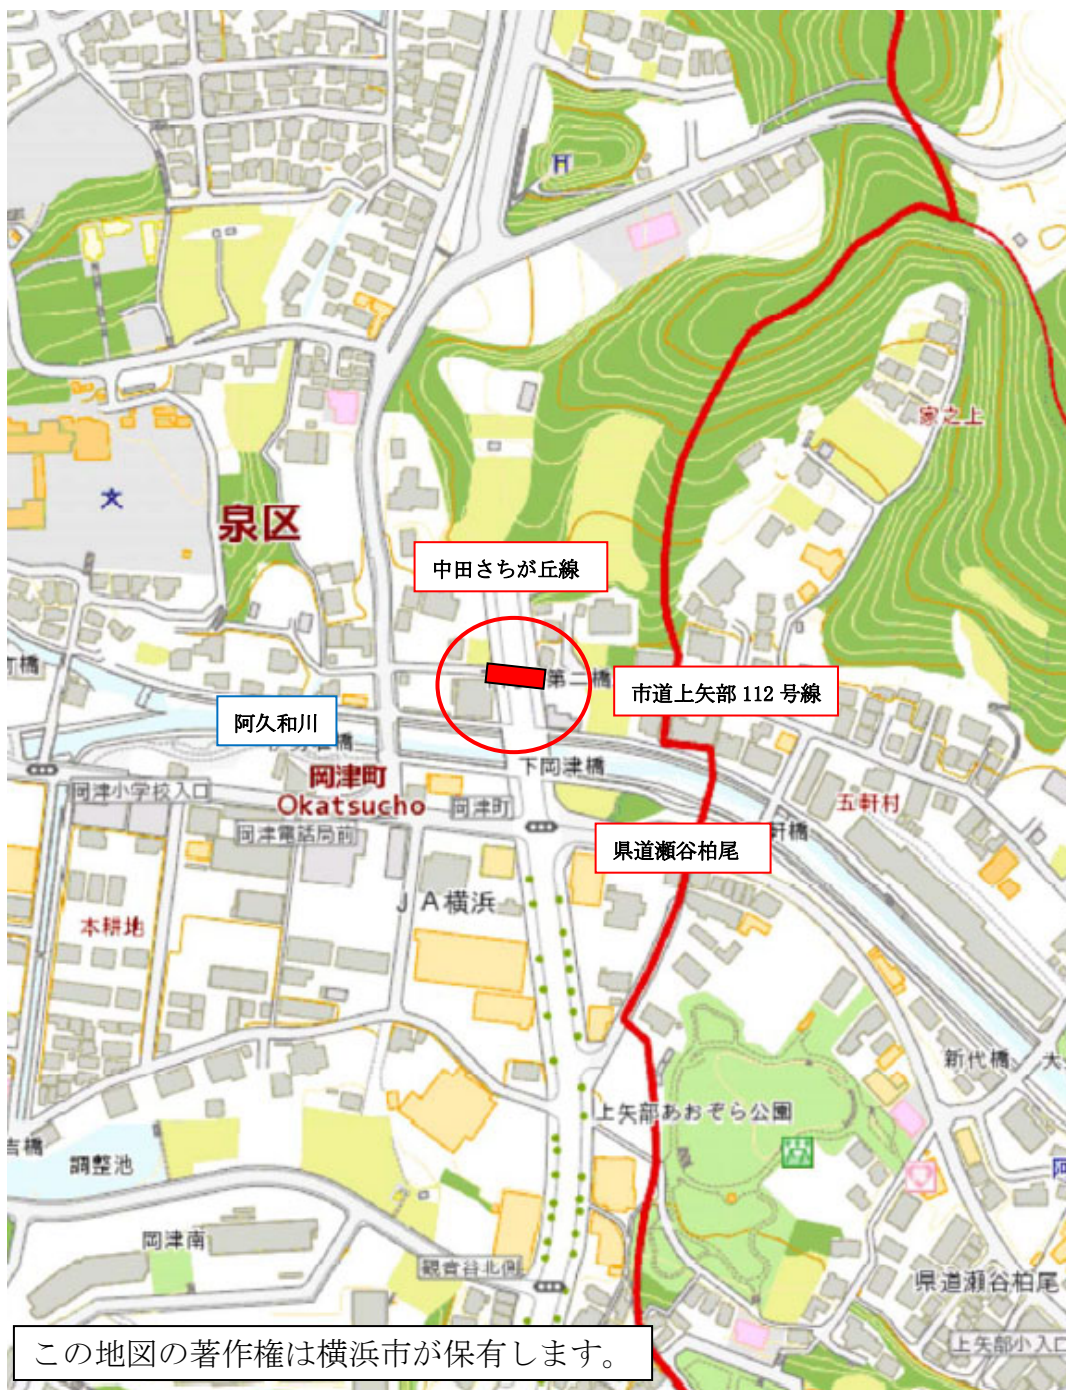 家之上
文
泉区
中田さちが丘線
第二橋
市道上矢部 112 号線
阿久和川
岡津町
Okatsucho
下岡津橋
岡津小学校入口
岡津町
五軒村
岡津電話局前
軒橋
県道瀬谷柏尾
ＪＡ横浜
本耕地
新代橋
大
上矢部あおぞら公園
吉橋
調整池
岡津南
観音谷北側
県道瀬谷柏尾
上矢部小入口
この地図の著作権は横浜市が保有します。